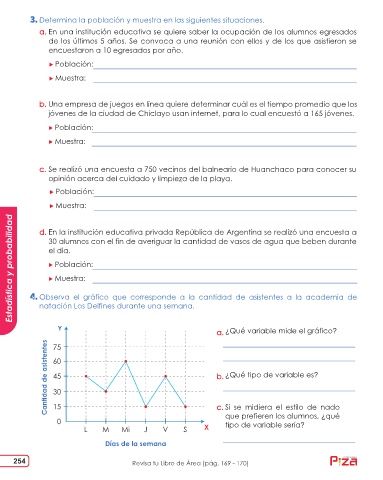 3. Determina la población y muestra en las siguientes situaciones.
a. En una institución educativa se quiere saber la ocupación de los alumnos egresados
de los últimos 5 años. Se convoca a una reunión con ellos y de los que asistieron se
encuestaron a 10 egresados por año.
▶ Población:
▶ Muestra:
b. Una empresa de juegos en línea quiere determinar cuál es el tiempo promedio que los
jóvenes de la ciudad de Chiclayo usan internet, para lo cual encuestó a 165 jóvenes.
▶ Población:
▶ Muestra:
c. Se realizó una encuesta a 750 vecinos del balneario de Huanchaco para conocer su
opinión acerca del cuidado y limpieza de la playa.
▶ Población:
▶ Muestra:
d. En la institución educativa privada República de Argentina se realizó una encuesta a
30 alumnos con el fin de averiguar la cantidad de vasos de agua que beben durante
el día.
▶ Población:
▶ Muestra:
Estadística y probabilidad
4. Observa el gráfico que corresponde a la cantidad de asistentes a la academia de
natación Los Delfines durante una semana.
Y
Cantidad de asistentes
75
60
45
30
15
0
L M Mi J V S X
Días de la semana
a. ¿Qué variable mide el gráfico?
b. ¿Qué tipo de variable es?
c. Si se midiera el estilo de nado
que prefieren los alumnos, ¿qué
tipo de variable sería?
254
Revisa tu Libro de Área (pág. 169 - 170)